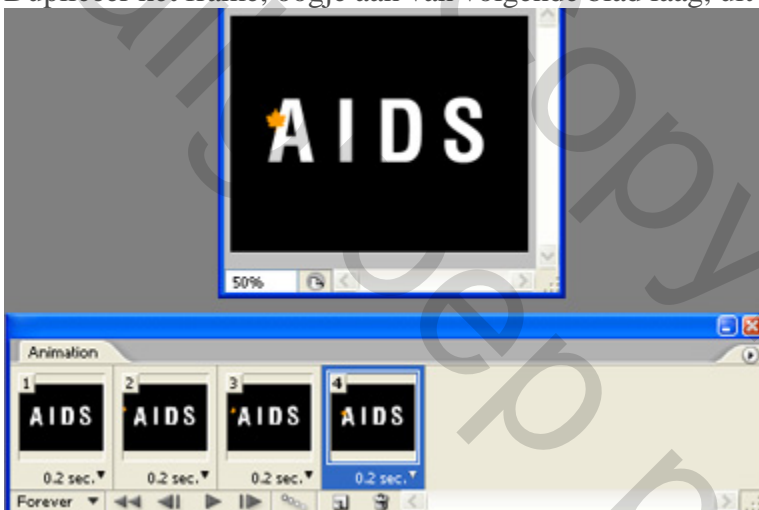 Dupliceer het frame, oogje aan van volgende blad laag, uit
AIDS
50%
Animation
1 2 3 4
AIDS AIDS AIDS AIDS
0.2 sec. 0.2 sec. 0.2 sec. 0.2 sec.
Forever